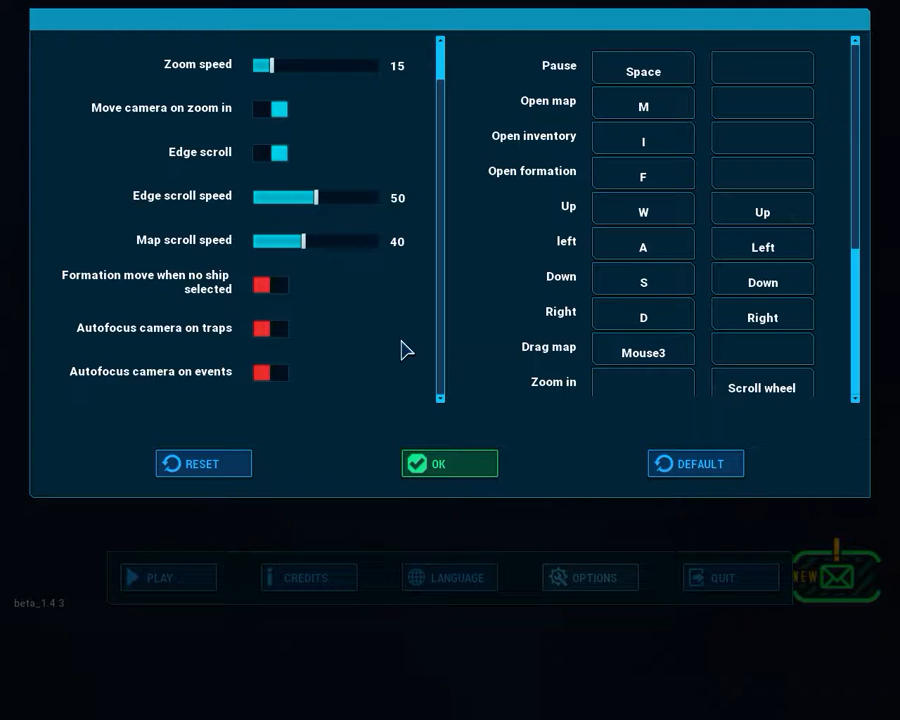 Zoom speed 15
Move camera on zoom in
Edge scroll
Edge scroll speed 50
Map scroll speed 40
Formation move when no ship
selected
Autofocus camera on traps
Autofocus camera on events
Pause Space
Open map M
Open inventory I
Open formation F
Up W Up
left A Left
Down S Down
Right D Right
Drag map Mouse3
Zoom in Scroll wheel
RESET OK DEFAULT
PLAY CREDITS LANGUAGE OPTIONS QUIT NEW
beta_1.4.3